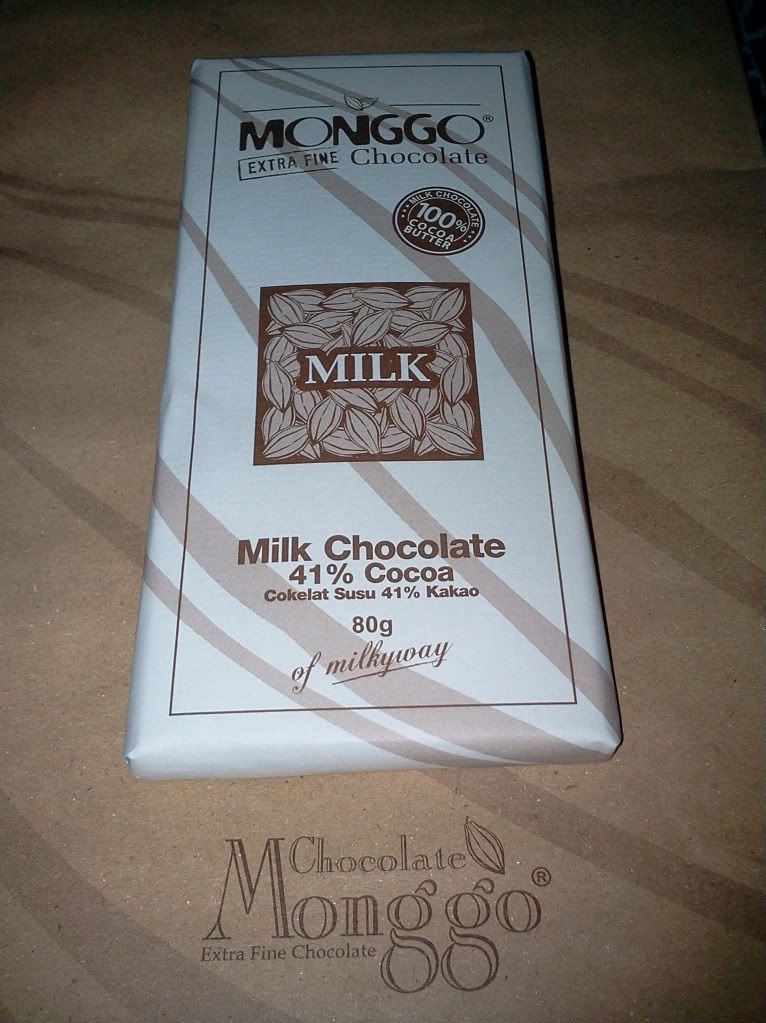 MONGGO®
EXTRA FINE Chocolate
MILK CHOCOLATE
100%
COCOA
BUTTER
MILK
Milk Chocolate
41% Cocoa
Cokelat Susu 41% Kakao
80g
of milkyway
Chocolate
Monggo®
Extra Fine Chocolate